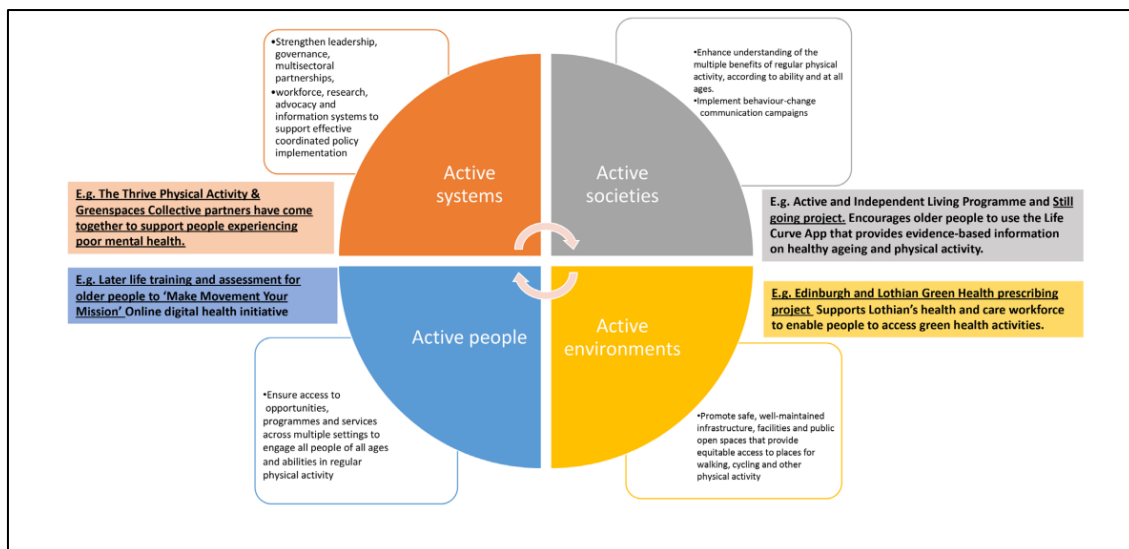 •Strengthen leadership,
governance,
multisectoral
partnerships,
•workforce, research,
advocacy and
information systems to
support effective
coordinated policy
implementation
•Enhance understanding of the
multiple benefits of regular physical
activity, according to ability and at all
ages.
•Implement behaviour-change
communication campaigns
Active
systems
Active
societies
E.g. The Thrive Physical Activity &
Greenspaces Collective partners have come
together to support people experiencing
poor mental health.
E.g. Active and Independent Living Programme and Still
going project. Encourages older people to use the Life
Curve App that provides evidence-based information
on healthy ageing and physical activity.
E.g. Later life training and assessment for
older people to ‘Make Movement Your
Mission’ Online digital health initiative
E.g. Edinburgh and Lothian Green Health prescribing
project Supports Lothian’s health and care workforce
to enable people to access green health activities.
Active people
Active
environments
•Ensure access to
opportunities,
programmes and services
across multiple settings to
engage all people of all ages
and abilities in regular
physical activity
•Promote safe, well-maintained
infrastructure, facilities and public
open spaces that provide
equitable access to places for
walking, cycling and other
physical activity